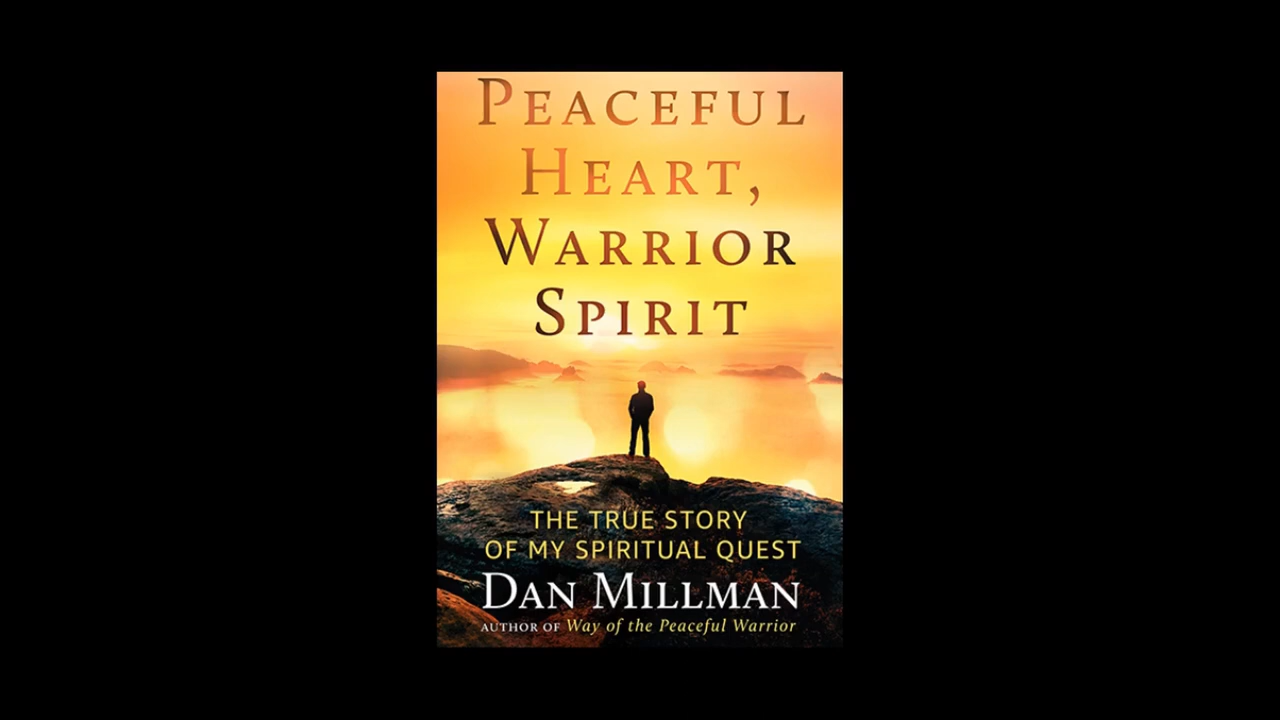 PEACEFUL
HEART,
WARRIOR
SPIRIT
THE TRUE STORY
OF MY SPIRITUAL QUEST
DAN MILLMAN
AUTHOR OF Way of the Peaceful Warrior